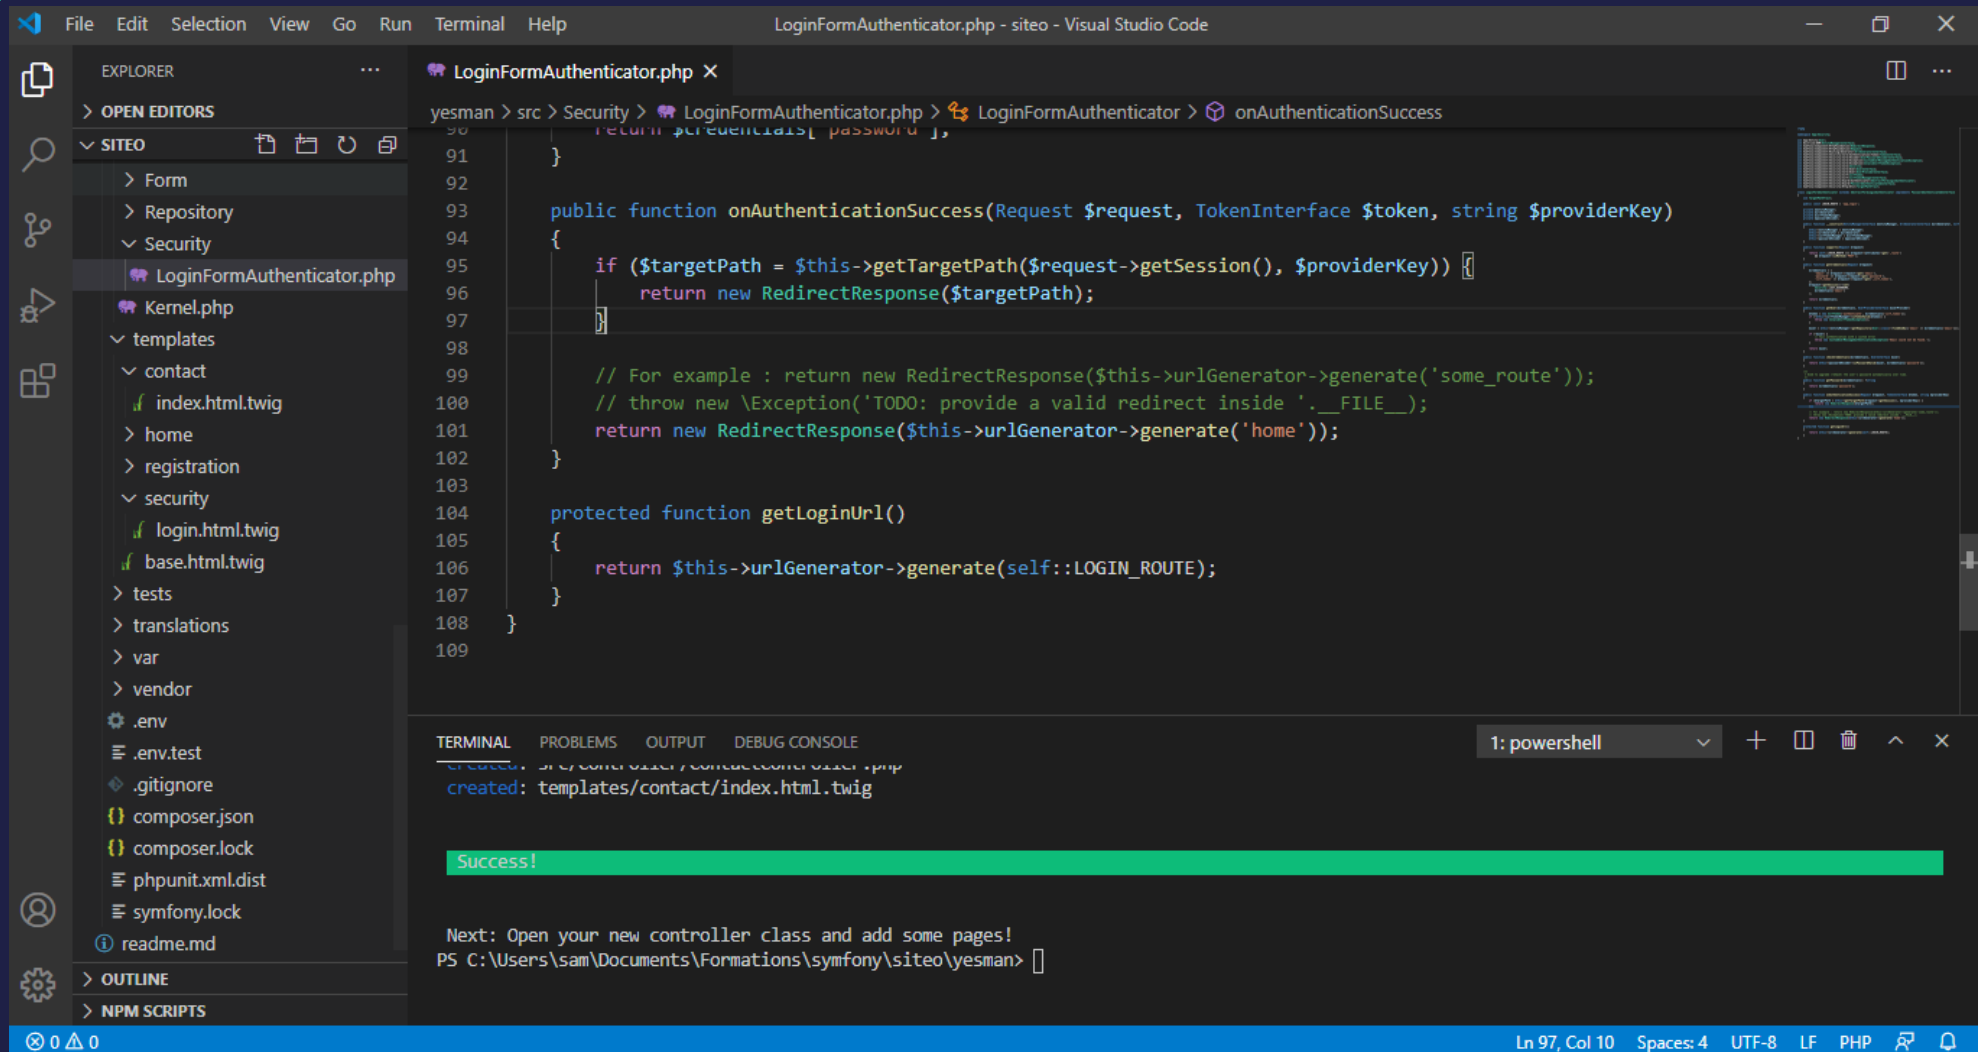 File Edit Selection View Go Run Terminal Help
LoginFormAuthenticator.php - siteo - Visual Studio Code
EXPLORER
OPEN EDITORS
SITEO
Form
Repository
Security
LoginFormAuthenticator.php
Kernel.php
templates
contact
index.html.twig
home
registration
security
login.html.twig
base.html.twig
tests
translations
var
vendor
.env
.env.test
.gitignore
composer.json
composer.lock
phpunit.xml.dist
symfony.lock
readme.md
OUTLINE
NPM SCRIPTS
LoginFormAuthenticator.php
yesman > src > Security > LoginFormAuthenticator.php > LoginFormAuthenticator > onAuthenticationSuccess
90 return $credentials['password'];
91 }
92
93 public function onAuthenticationSuccess(Request $request, TokenInterface $token, string $providerKey)
94 {
95 if ($targetPath = $this->getTargetPath($request->getSession(), $providerKey)) {
96 return new RedirectResponse($targetPath);
97 }
98
99 // For example : return new RedirectResponse($this->urlGenerator->generate('some_route'));
100 // throw new \Exception('TODO: provide a valid redirect inside '.__FILE__);
101 return new RedirectResponse($this->urlGenerator->generate('home'));
102 }
103
104 protected function getLoginUrl()
105 {
106 return $this->urlGenerator->generate(self::LOGIN_ROUTE);
107 }
108 }
109
TERMINAL PROBLEMS OUTPUT DEBUG CONSOLE
1: powershell
created: src/Controller/ContactController.php
created: templates/contact/index.html.twig
Success!
Next: Open your new controller class and add some pages!
PS C:\Users\sam\Documents\Formations\symfony\siteo\yesman>
0 0
Ln 97, Col 10 Spaces: 4 UTF-8 LF PHP